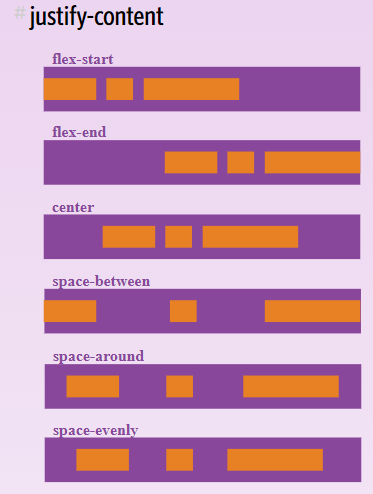 #justify-content
flex-start
flex-end
center
space-between
space-around
space-evenly